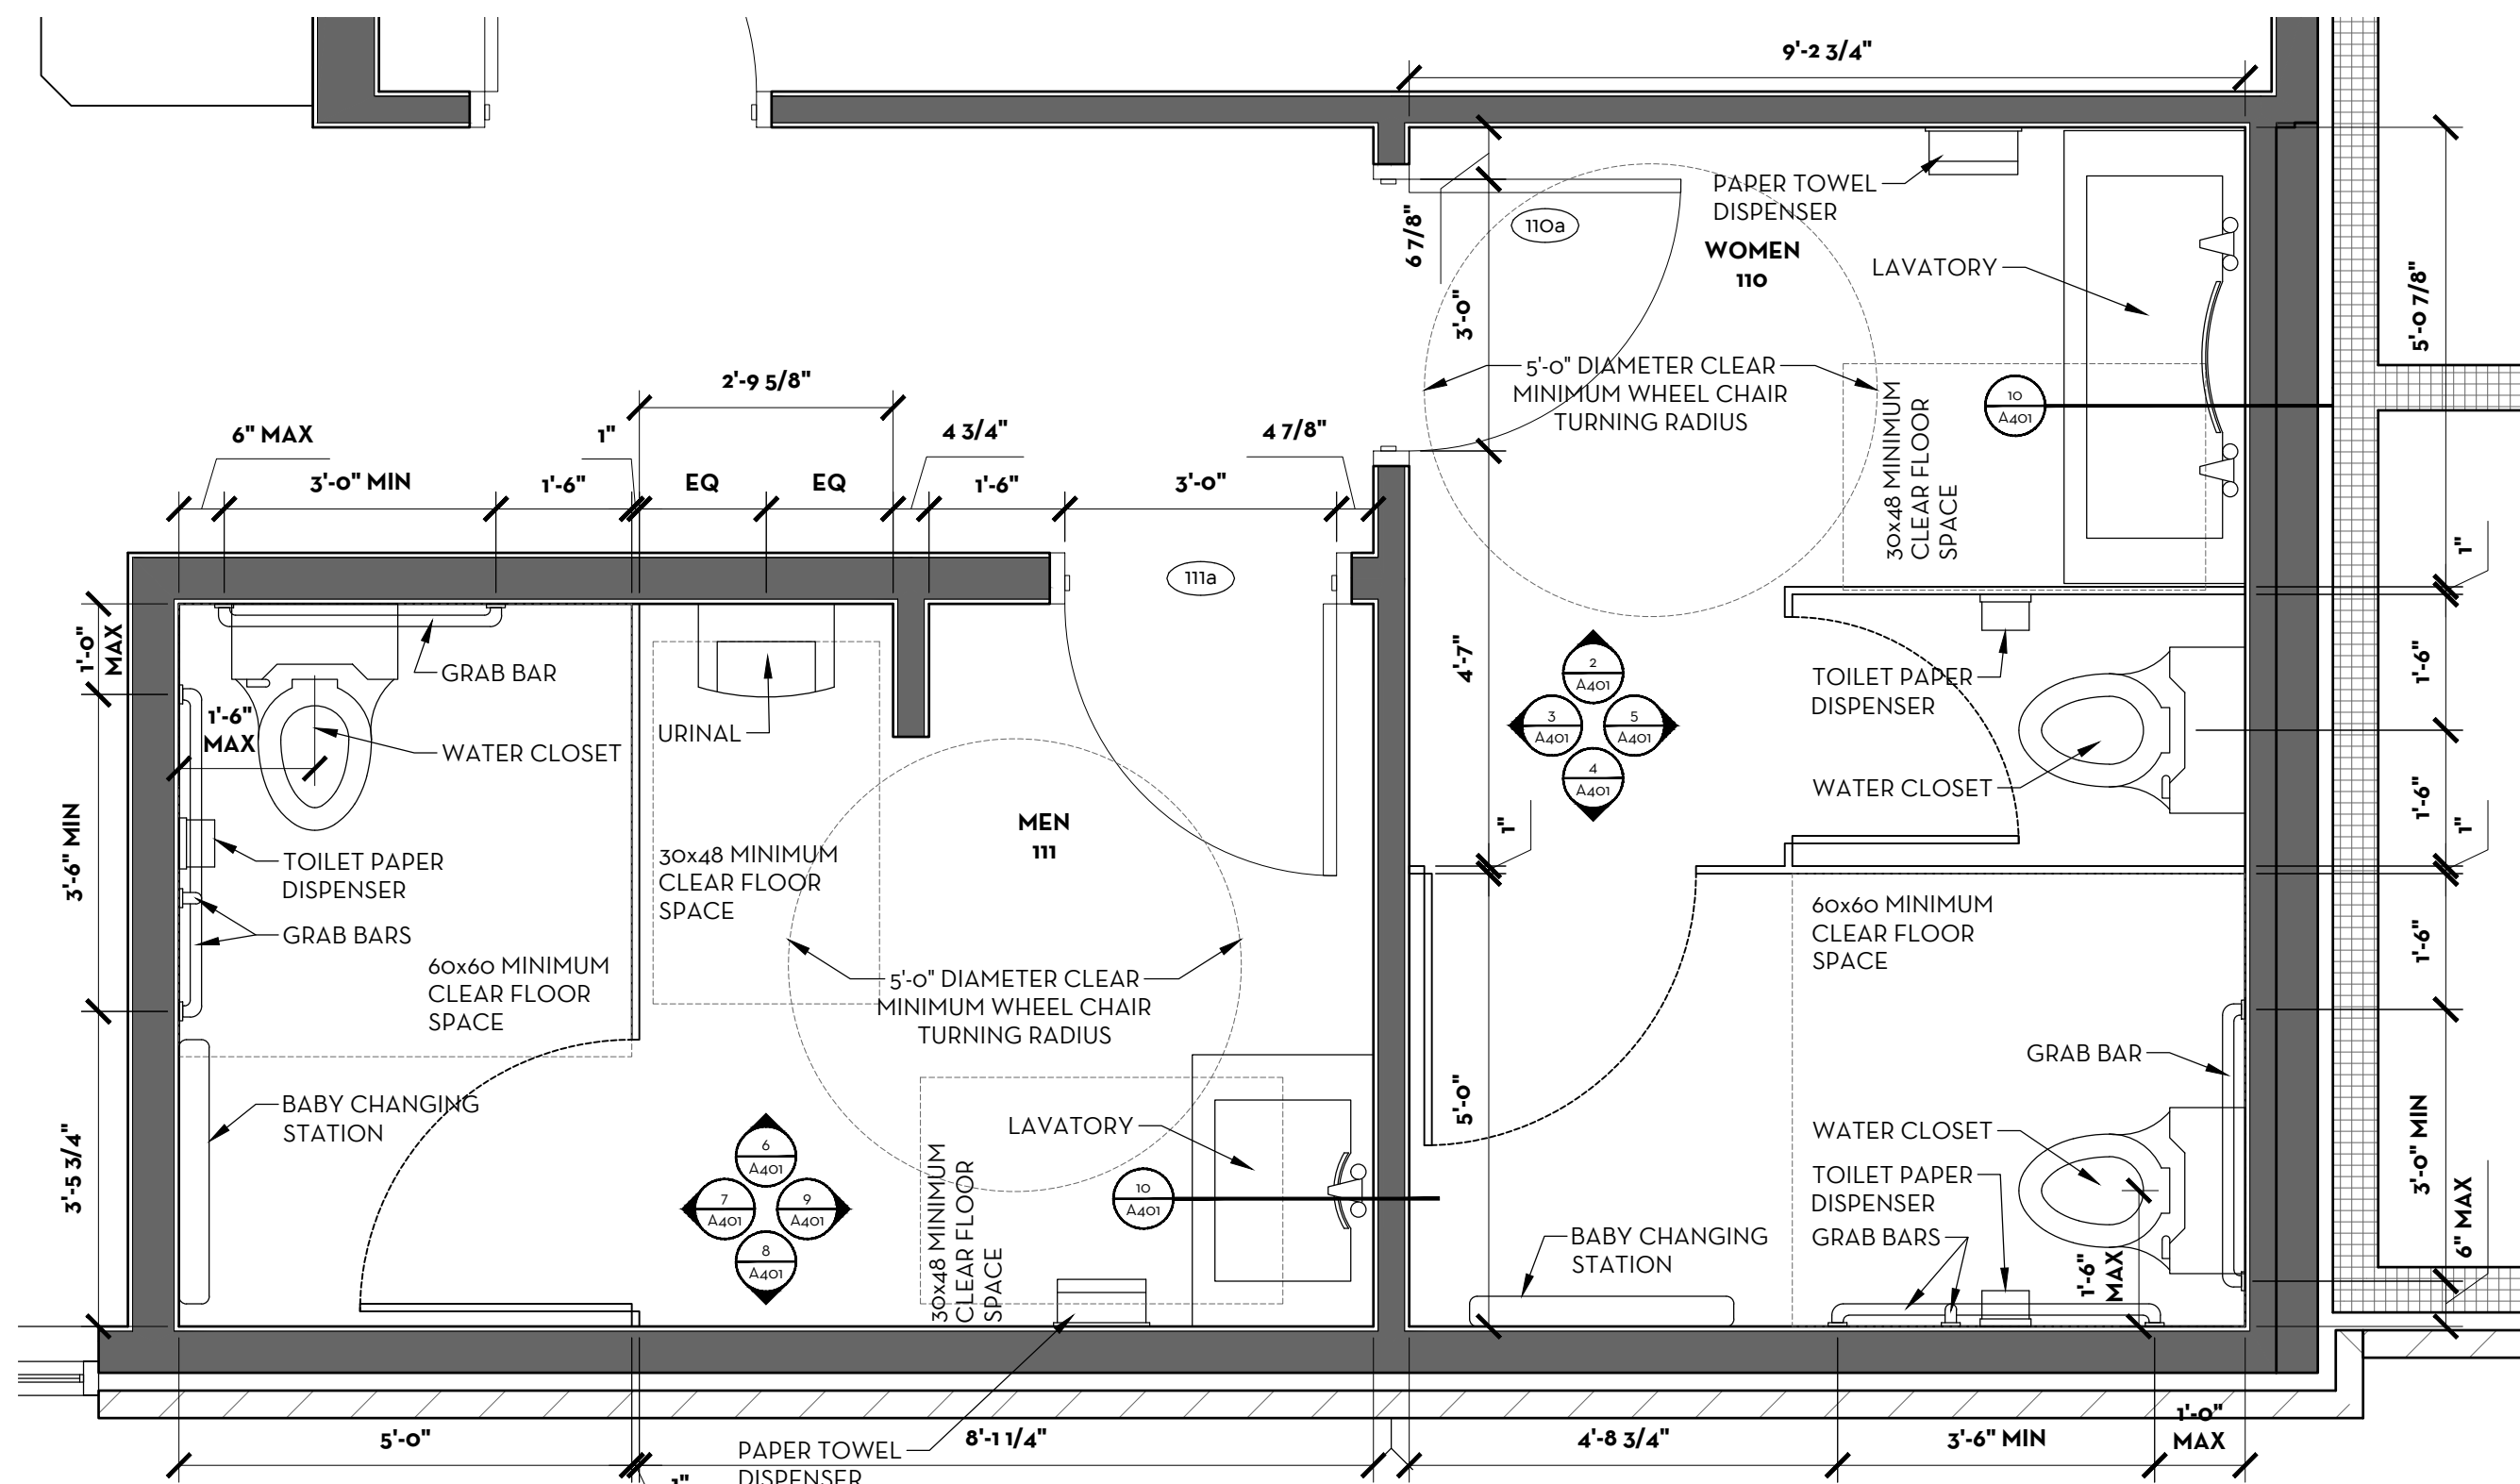 9'-2 3/4"
PAPER TOWEL
DISPENSER
110a
6 7/8"
WOMEN
110
LAVATORY
3'-0"
5'-0 7/8"
5'-0" DIAMETER CLEAR
MINIMUM WHEEL CHAIR
TURNING RADIUS
30x48 MINIMUM
CLEAR FLOOR
SPACE
10
A401
2'-9 5/8"
6" MAX
1"
4 3/4"
4 7/8"
3'-0" MIN
1'-6"
EQ
EQ
1'-6"
3'-0"
111a
1"
1'-0"
MAX
GRAB BAR
1'-6"
MAX
WATER CLOSET
URINAL
4'-7"
2
A401
3
A401
5
A401
4
A401
TOILET PAPER
DISPENSER
1'-6"
WATER CLOSET
1'-6"
1"
1"
3'-6" MIN
TOILET PAPER
DISPENSER
GRAB BARS
MEN
111
30x48 MINIMUM
CLEAR FLOOR
SPACE
60x60 MINIMUM
CLEAR FLOOR
SPACE
5'-0" DIAMETER CLEAR
MINIMUM WHEEL CHAIR
TURNING RADIUS
60x60 MINIMUM
CLEAR FLOOR
SPACE
1'-6"
GRAB BAR
5'-0"
BABY CHANGING
STATION
3'-5 3/4"
6
A401
7
A401
9
A401
8
A401
LAVATORY
30x48 MINIMUM
CLEAR FLOOR
SPACE
10
A401
WATER CLOSET
TOILET PAPER
DISPENSER
GRAB BARS
3'-0" MIN
6" MAX
1'-6"
MAX
BABY CHANGING
STATION
5'-0"
1"
PAPER TOWEL
DISPENSER
8'-1 1/4"
4'-8 3/4"
3'-6" MIN
1'-0"
MAX